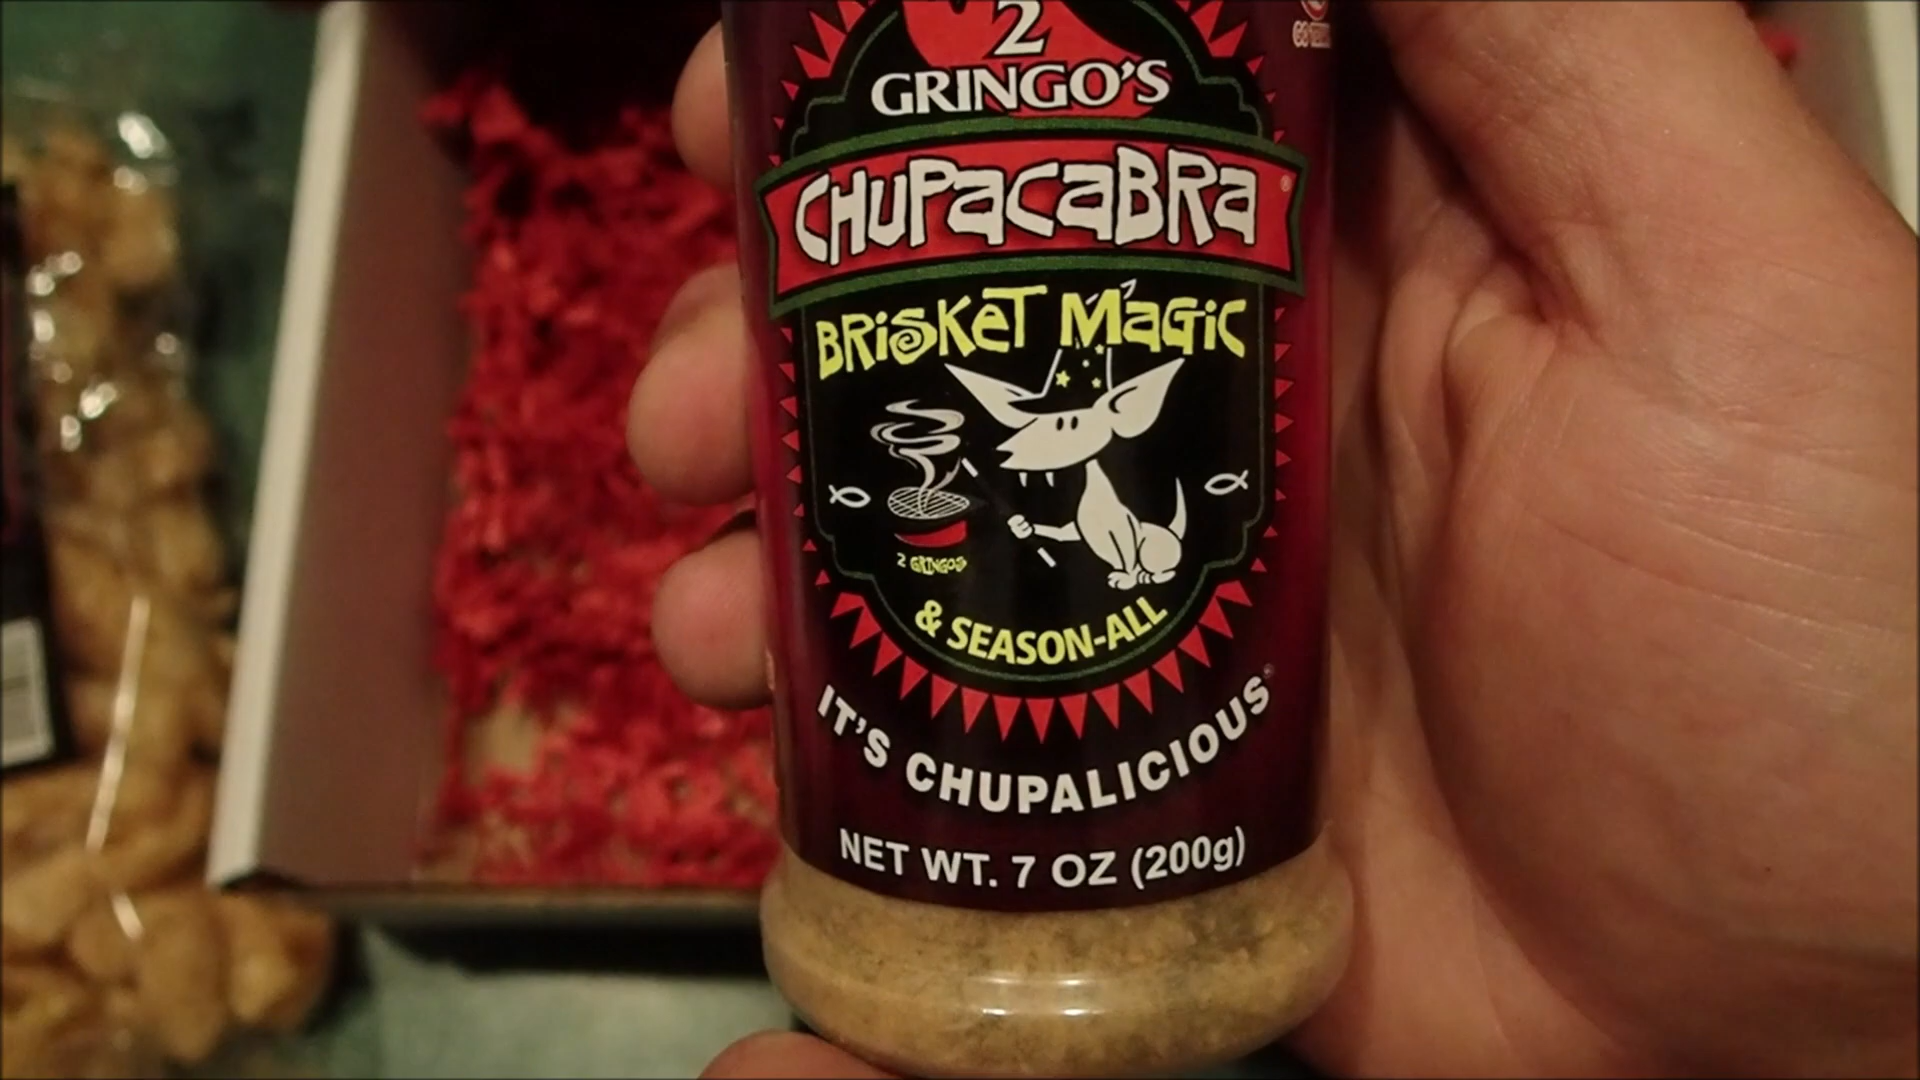 2
GRINGO'S
CHUPACABRA®
BRISKET MAGIC
2 GRINGOS
& SEASON-ALL
IT'S CHUPALICIOUS
NET WT. 7 OZ (200g)